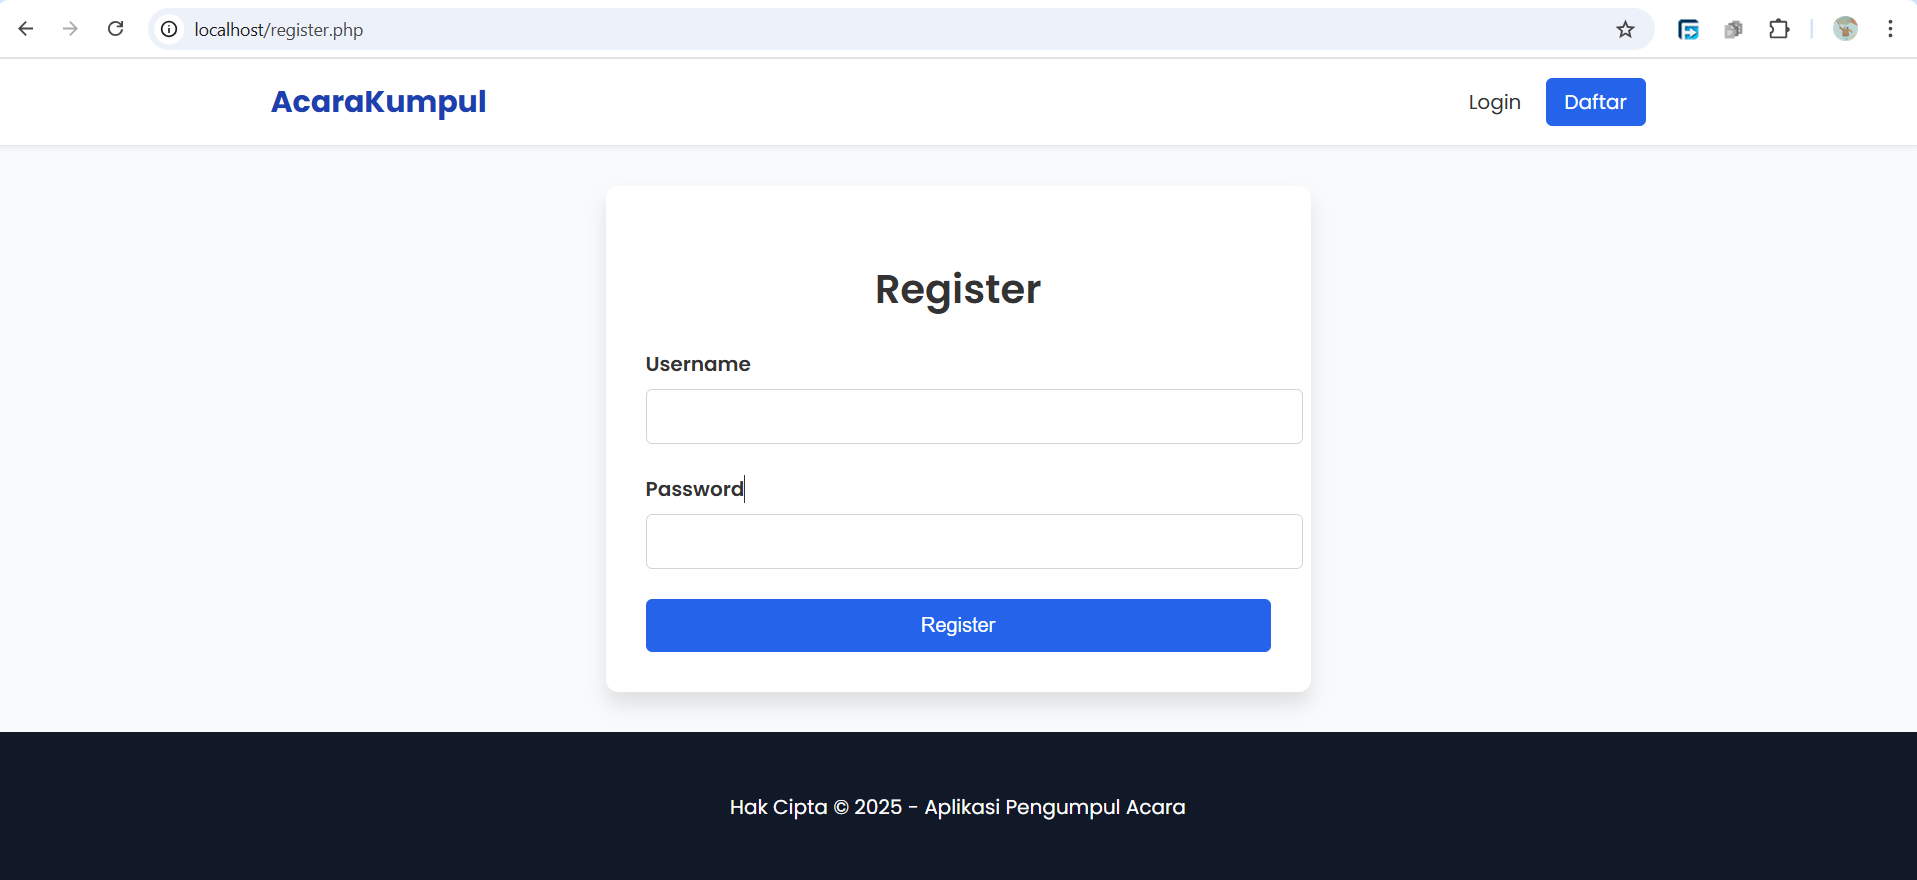 localhost/register.php
AcaraKumpul
Login
Daftar
Register
Username
Password
Register
Hak Cipta © 2025 - Aplikasi Pengumpul Acara